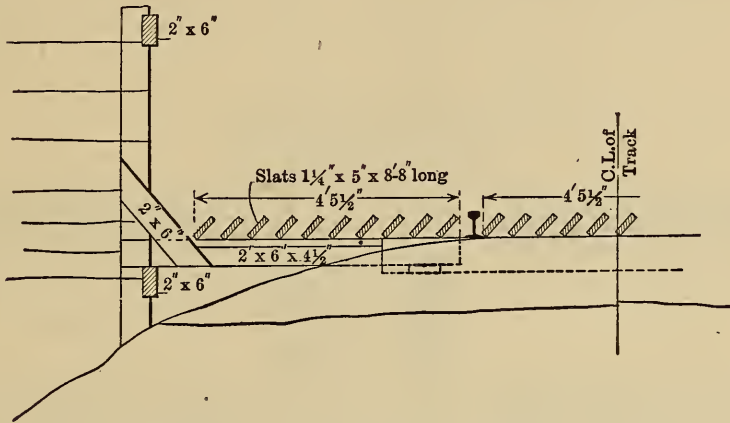 2" x 6"
C.L. of
Track
Slats 1¼" x 5" x 8'-8" long
4' 5½"
4' 5½"
2" x 6"
2" x 6' x 4½'
2" x 6"